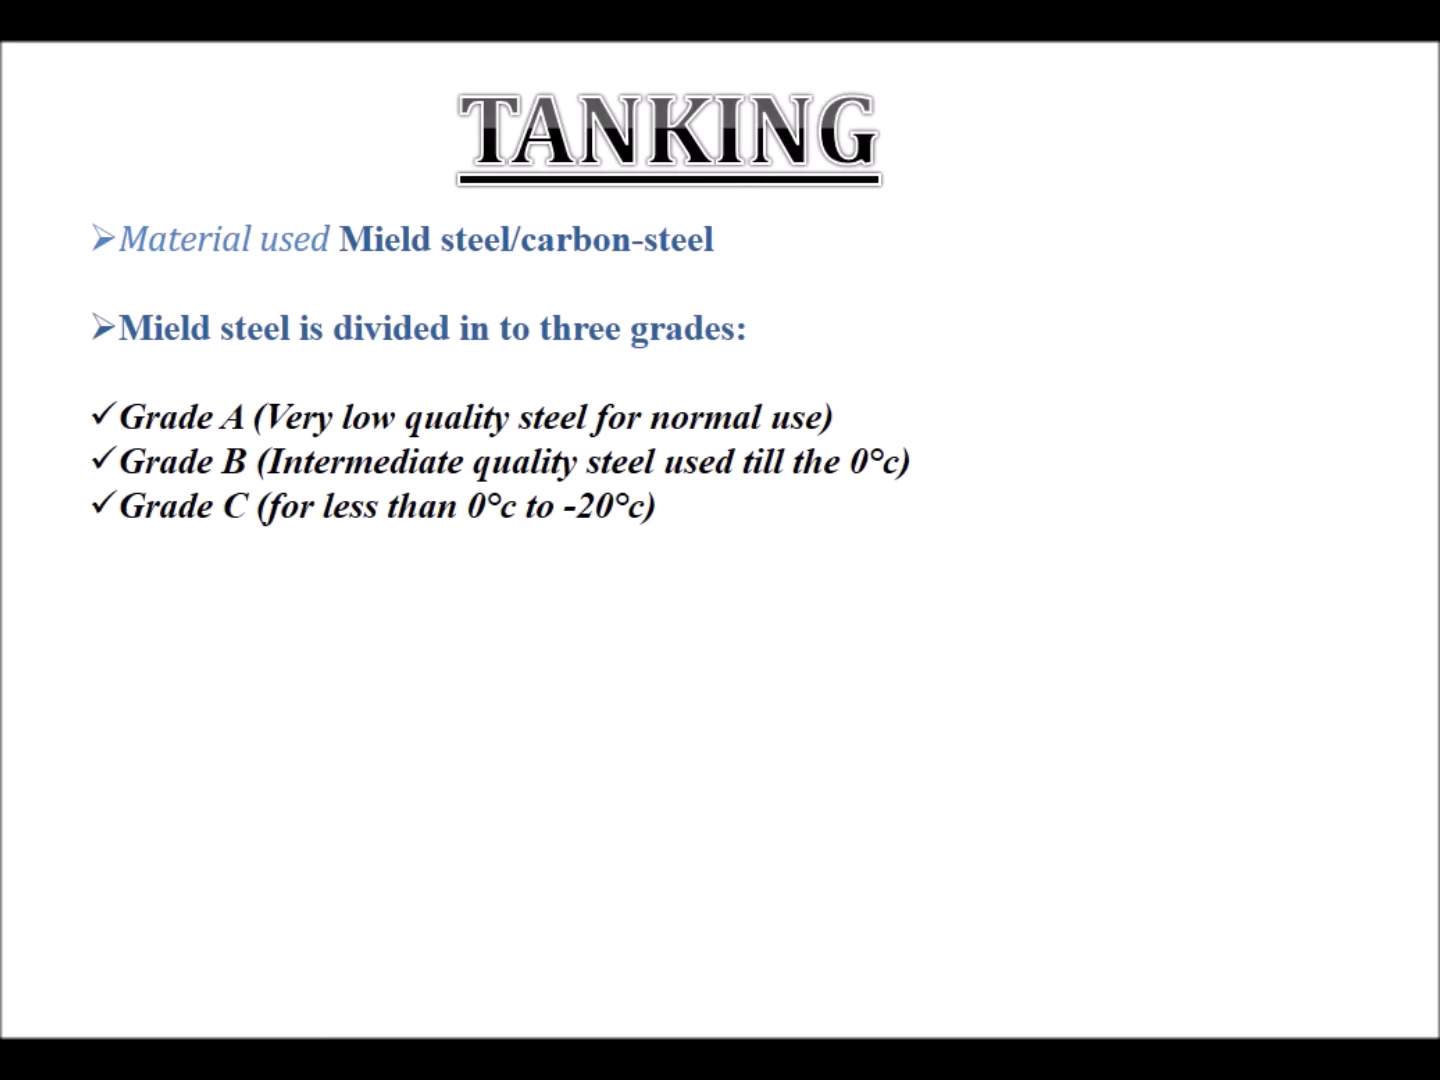 TANKING
➢Material used Mield steel/carbon-steel
➢Mield steel is divided in to three grades:
✓Grade A (Very low quality steel for normal use)
✓Grade B (Intermediate quality steel used till the 0°c)
✓Grade C (for less than 0°c to -20°c)